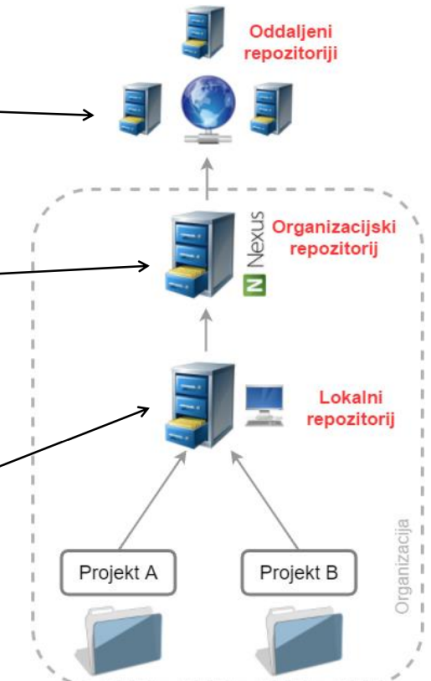 Oddaljeni
repozitoriji
Organizacijski
repozitorij
N Nexus
Lokalni
repozitorij
Projekt A
Projekt B
Organizacija